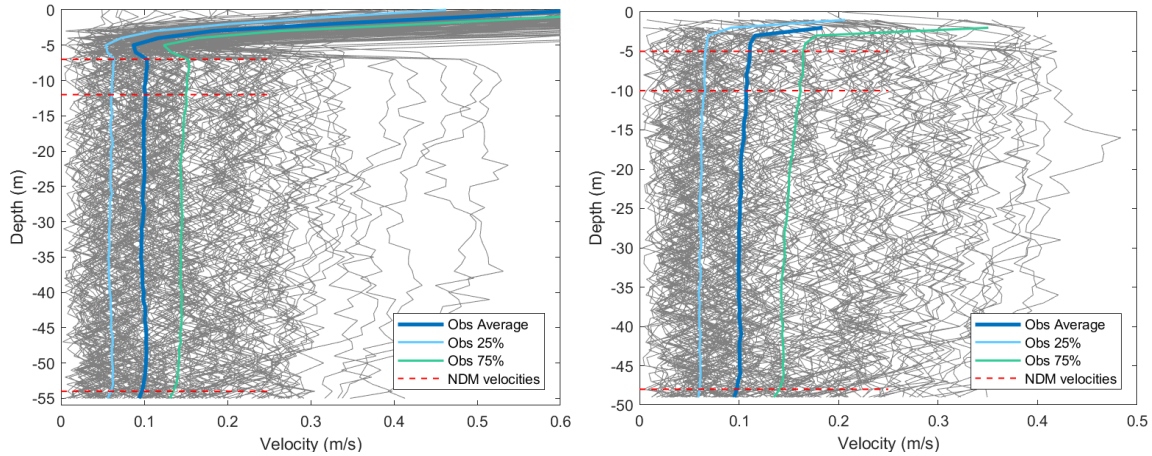 0
-5
-10
-15
-20
-25
-30
-35
-40
-45
-50
-55
Depth (m)
0 0.1 0.2 0.3 0.4 0.5 0.6
Velocity (m/s)
Obs Average
Obs 25%
Obs 75%
NDM velocities
0
-5
-10
-15
-20
-25
-30
-35
-40
-45
-50
Depth (m)
0 0.1 0.2 0.3 0.4 0.5
Velocity (m/s)
Obs Average
Obs 25%
Obs 75%
NDM velocities